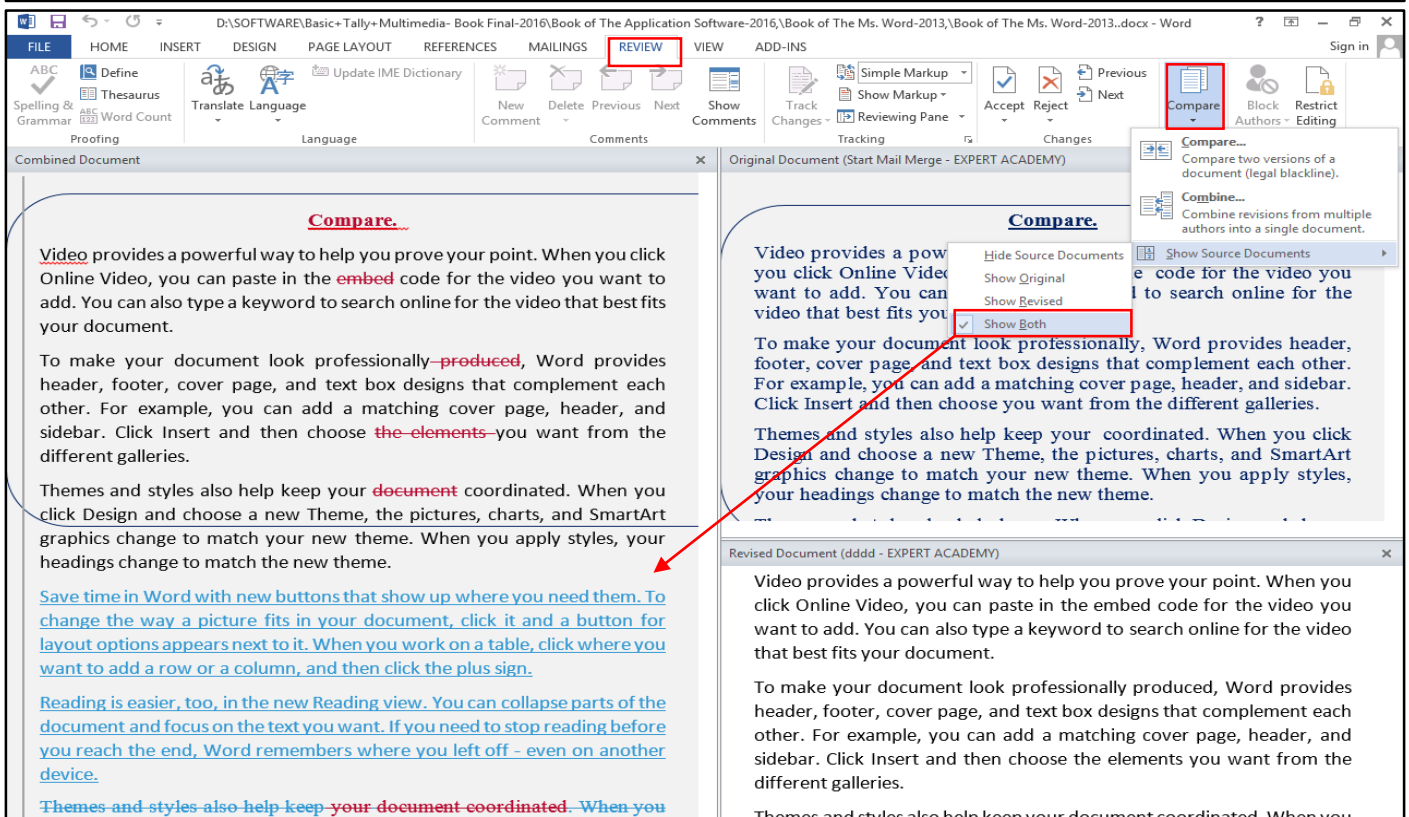 D:\SOFTWARE\Basic+Tally+Multimedia- Book Final-2016\Book of The Application Software-2016,\Book of The Ms. Word-2013,\Book of The Ms. Word-2013..docx - Word
FILE HOME INSERT DESIGN PAGE LAYOUT REFERENCES MAILINGS REVIEW VIEW ADD-INS Sign in
ABC
Spelling & Grammar
Define
Thesaurus
ABC 123 Word Count
Proofing
Translate
Language
Update IME Dictionary
Language
New Comment
Delete
Previous
Next
Show Comments
Comments
Track Changes
Simple Markup
Show Markup
Reviewing Pane
Tracking
Accept
Reject
Previous
Next
Changes
Compare
Block Authors
Restrict Editing
Compare...
Compare two versions of a
document (legal blackline).
Combine...
Combine revisions from multiple
authors into a single document.
Show Source Documents
Hide Source Documents
Show Original
Show Revised
Show Both
Combined Document
Compare.
Video provides a powerful way to help you prove your point. When you click
Online Video, you can paste in the embed code for the video you want to
add. You can also type a keyword to search online for the video that best fits
your document.
To make your document look professionally produced, Word provides
header, footer, cover page, and text box designs that complement each
other. For example, you can add a matching cover page, header, and
sidebar. Click Insert and then choose the elements you want from the
different galleries.
Themes and styles also help keep your document coordinated. When you
click Design and choose a new Theme, the pictures, charts, and SmartArt
graphics change to match your new theme. When you apply styles, your
headings change to match the new theme.
Save time in Word with new buttons that show up where you need them. To
change the way a picture fits in your document, click it and a button for
layout options appears next to it. When you work on a table, click where you
want to add a row or a column, and then click the plus sign.
Reading is easier, too, in the new Reading view. You can collapse parts of the
document and focus on the text you want. If you need to stop reading before
you reach the end, Word remembers where you left off - even on another
device.
Themes and styles also help keep your document coordinated. When you
Original Document (Start Mail Merge - EXPERT ACADEMY)
Compare.
Video provides a pow
you click Online Video e code for the video you
want to add. You can to search online for the
video that best fits you
To make your document look professionally, Word provides header,
footer, cover page, and text box designs that complement each other.
For example, you can add a matching cover page, header, and sidebar.
Click Insert and then choose you want from the different galleries.
Themes and styles also help keep your coordinated. When you click
Design and choose a new Theme, the pictures, charts, and SmartArt
graphics change to match your new theme. When you apply styles,
your headings change to match the new theme.
Revised Document (dddd - EXPERT ACADEMY)
Video provides a powerful way to help you prove your point. When you
click Online Video, you can paste in the embed code for the video you
want to add. You can also type a keyword to search online for the video
that best fits your document.
To make your document look professionally produced, Word provides
header, footer, cover page, and text box designs that complement each
other. For example, you can add a matching cover page, header, and
sidebar. Click Insert and then choose the elements you want from the
different galleries.
Themes and styles also help keep your document coordinated. When you